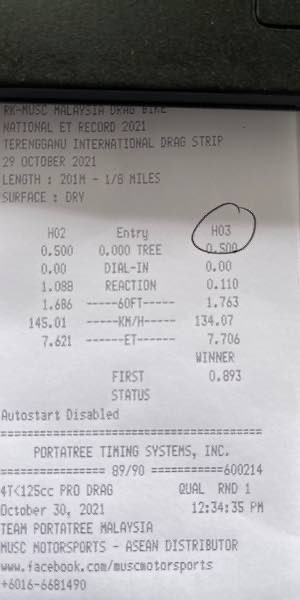 RK-MUSC MALAYSIA DRAG BIKE
NATIONAL ET RECORD 2021
TERENGGANU INTERNATIONAL DRAG STRIP
29 OCTOBER 2021
LENGTH : 201M - 1/8 MILES
SURFACE : DRY
H02 Entry H03
0.500 0.000 TREE 0.500
0.00 DIAL-IN 0.00
1.088 REACTION 0.110
1.686 -----60FT----- 1.763
145.01 -----KM/H----- 134.07
7.621 ------ET------ 7.706
WINNER
FIRST 0.893
STATUS
Autostart Disabled
========================================
PORTATREE TIMING SYSTEMS, INC.
================ 89/90 ===========600214
4T<125cc PRO DRAG QUAL RND 1
October 30, 2021 12:34:35 PM
TEAM PORTATREE MALAYSIA
MUSC MOTORSPORTS - ASEAN DISTRIBUTOR
www.facebook.com/muscmotorsports
+6016-6681490